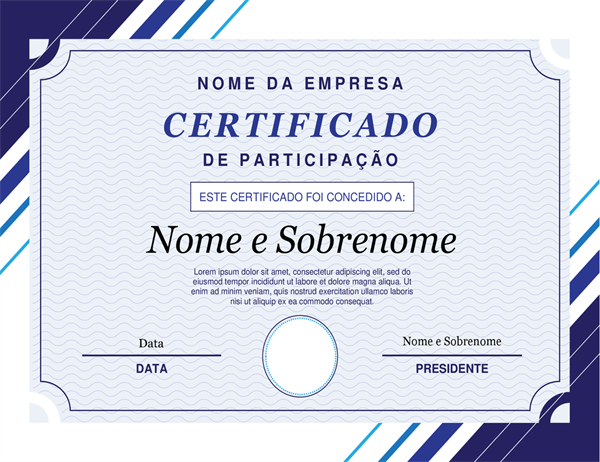 NOME DA EMPRESA
CERTIFICADO
DE PARTICIPAÇÃO
ESTE CERTIFICADO FOI CONCEDIDO A:
Nome e Sobrenome
Lorem ipsum dolor sit amet, consectetur adipiscing elit, sed do
eiusmod tempor incididunt ut labore et dolore magna aliqua. Ut
enim ad minim veniam, quis nostrud exercitation ullamco laboris
nisi ut aliquip ex ea commodo consequat.
Data
DATA
Nome e Sobrenome
PRESIDENTE